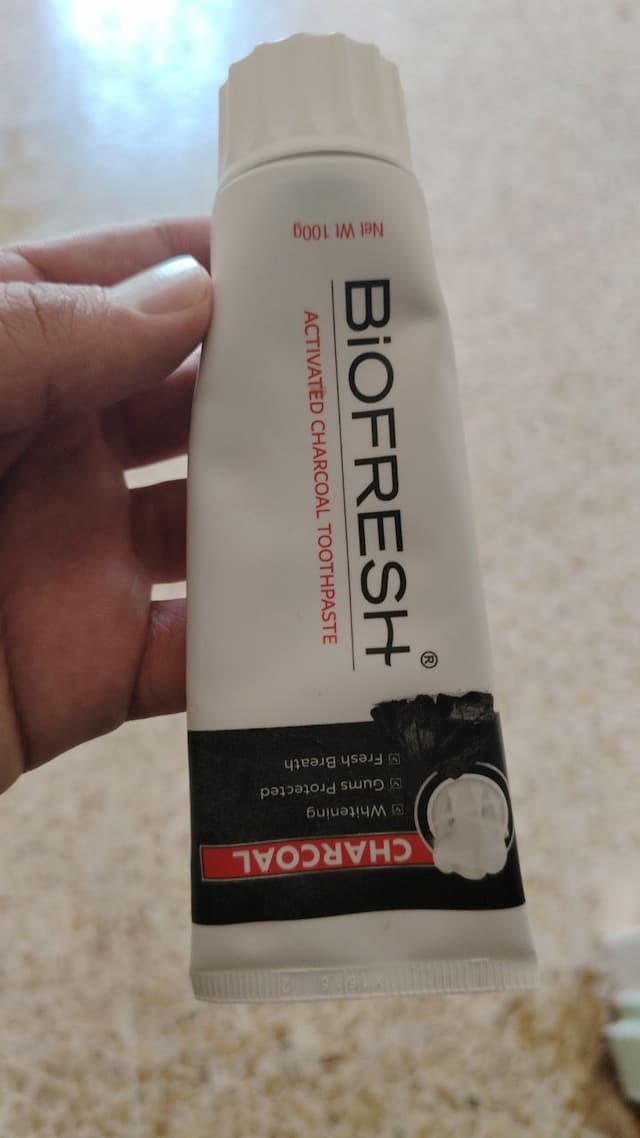 CHARCOAL
Whitening
Gums Protected
Fresh Breath
BiOFRESH®
ACTIVATED CHARCOAL TOOTHPASTE
Net Wt 100g